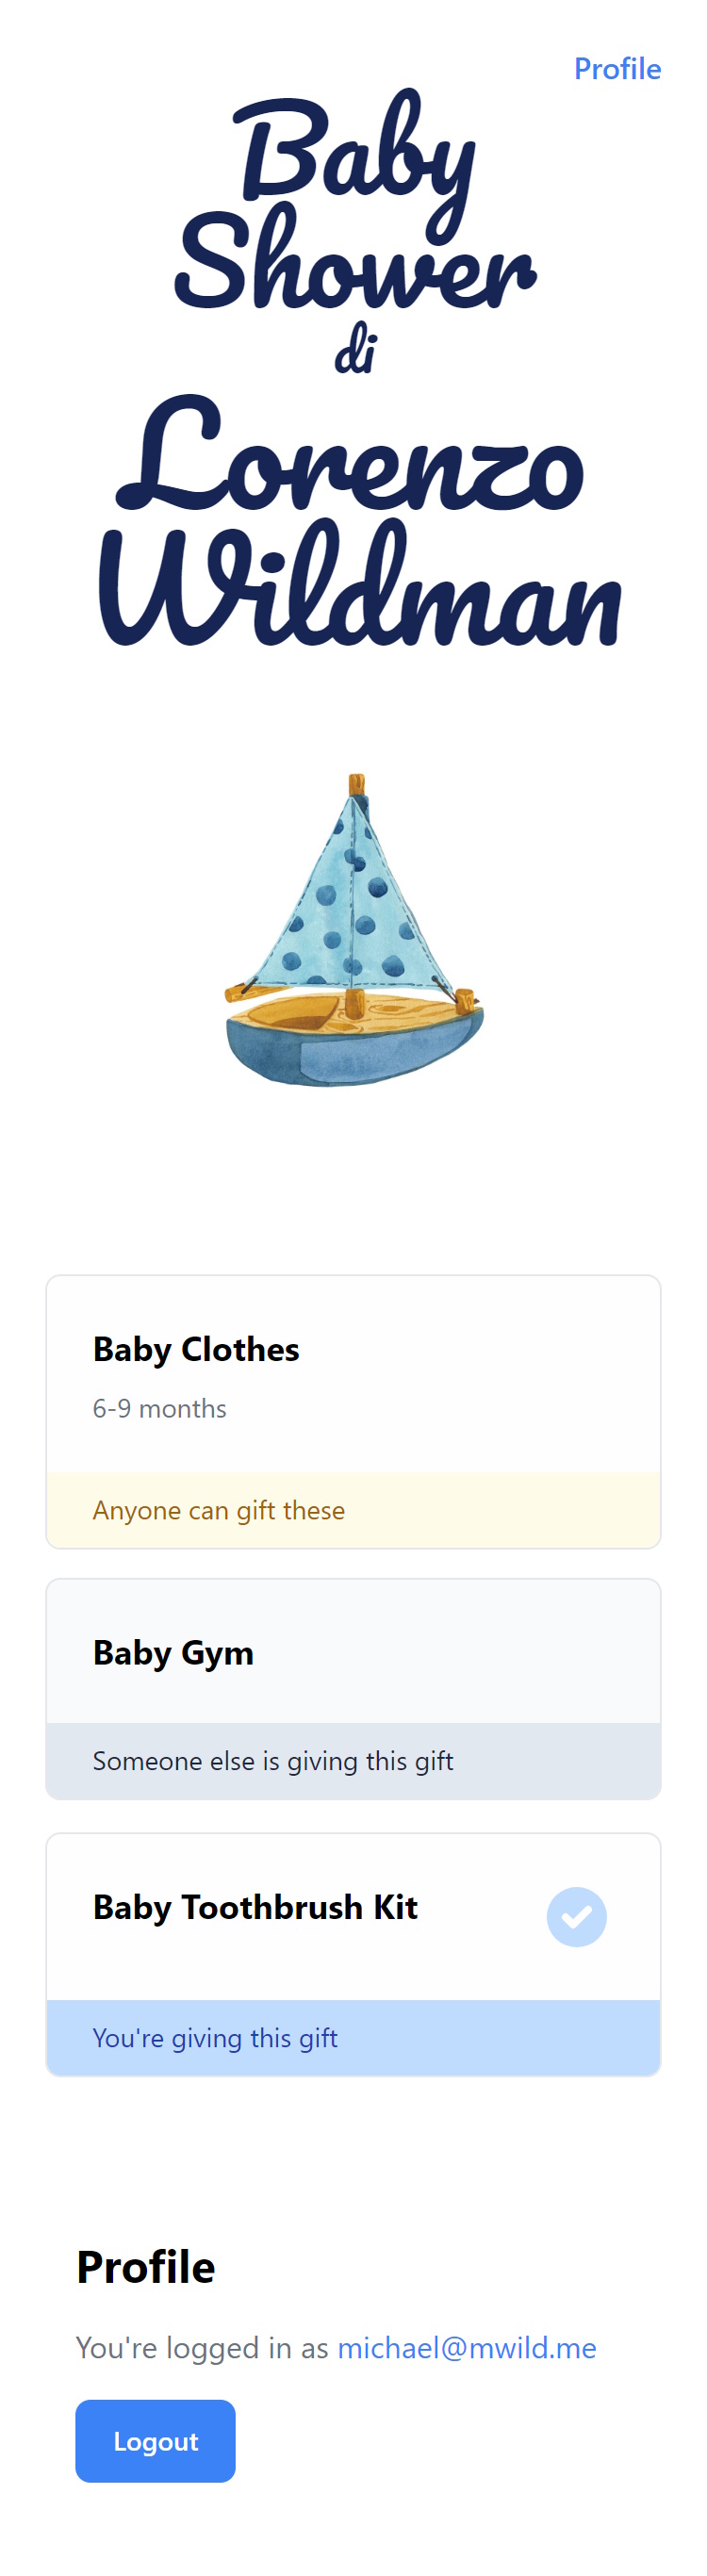 Profile
Baby
Shower
di
Lorenzo
Wildman
Baby Clothes
6-9 months
Anyone can gift these
Baby Gym
Someone else is giving this gift
Baby Toothbrush Kit
You're giving this gift
Profile
You're logged in as michael@mwild.me
Logout